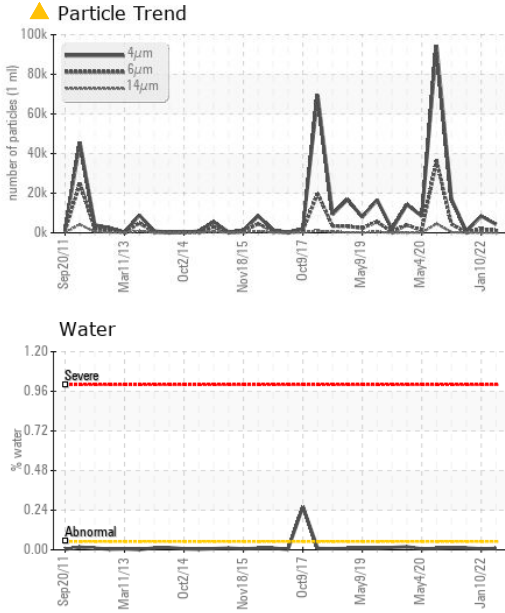 Particle Trend
number of particles (1 ml)
100k
80k
60k
40k
20k
0k
4µm
6µm
14µm
Sep20/11
Mar11/13
Oct2/14
Nov18/15
Oct9/17
May9/19
May4/20
Jan10/22
Water
% water
1.20
0.96
0.72
0.48
0.24
0.00
Severe
Abnormal
Sep20/11
Mar11/13
Oct2/14
Nov18/15
Oct9/17
May9/19
May4/20
Jan10/22